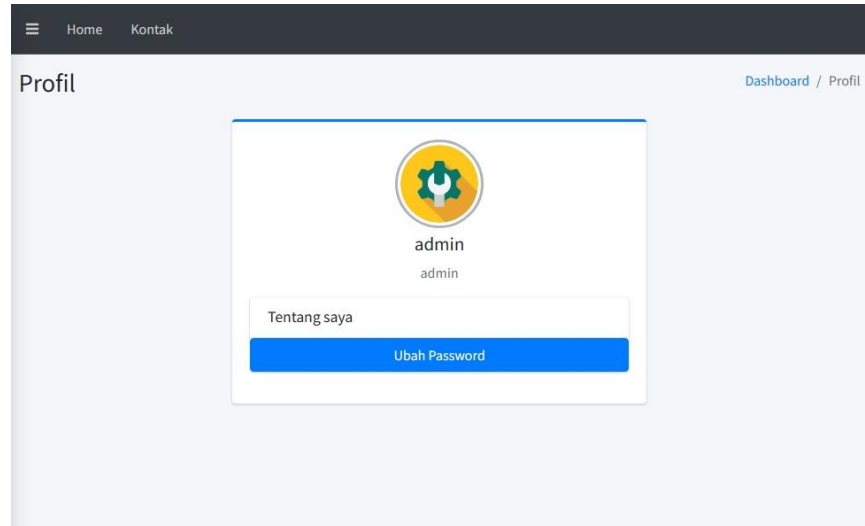 Home Kontak
Profil
Dashboard / Profil
admin
admin
Tentang saya
Ubah Password